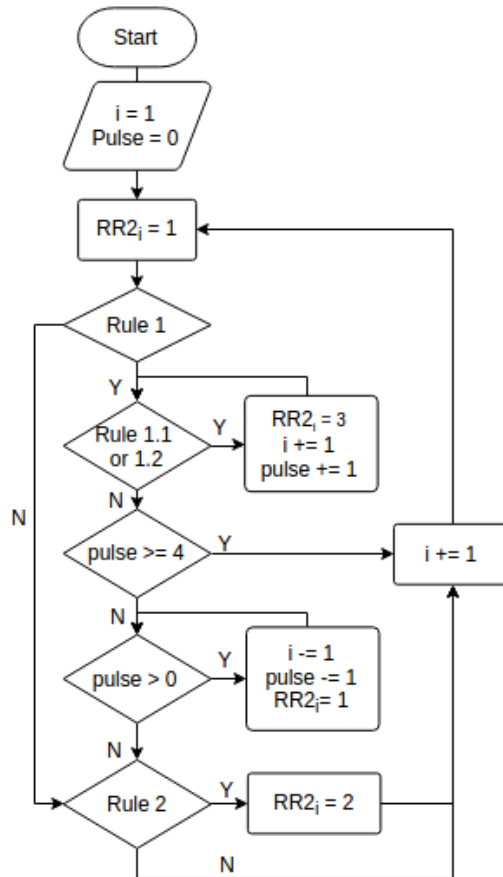 Start
i = 1
Pulse = 0
RR2i = 1
Rule 1
Y
Rule 1.1
or 1.2
Y
RR2i = 3
i += 1
pulse += 1
N
N
pulse >= 4
Y
i += 1
N
pulse > 0
Y
i -= 1
pulse -= 1
RR2i= 1
N
Rule 2
Y
RR2i = 2
N